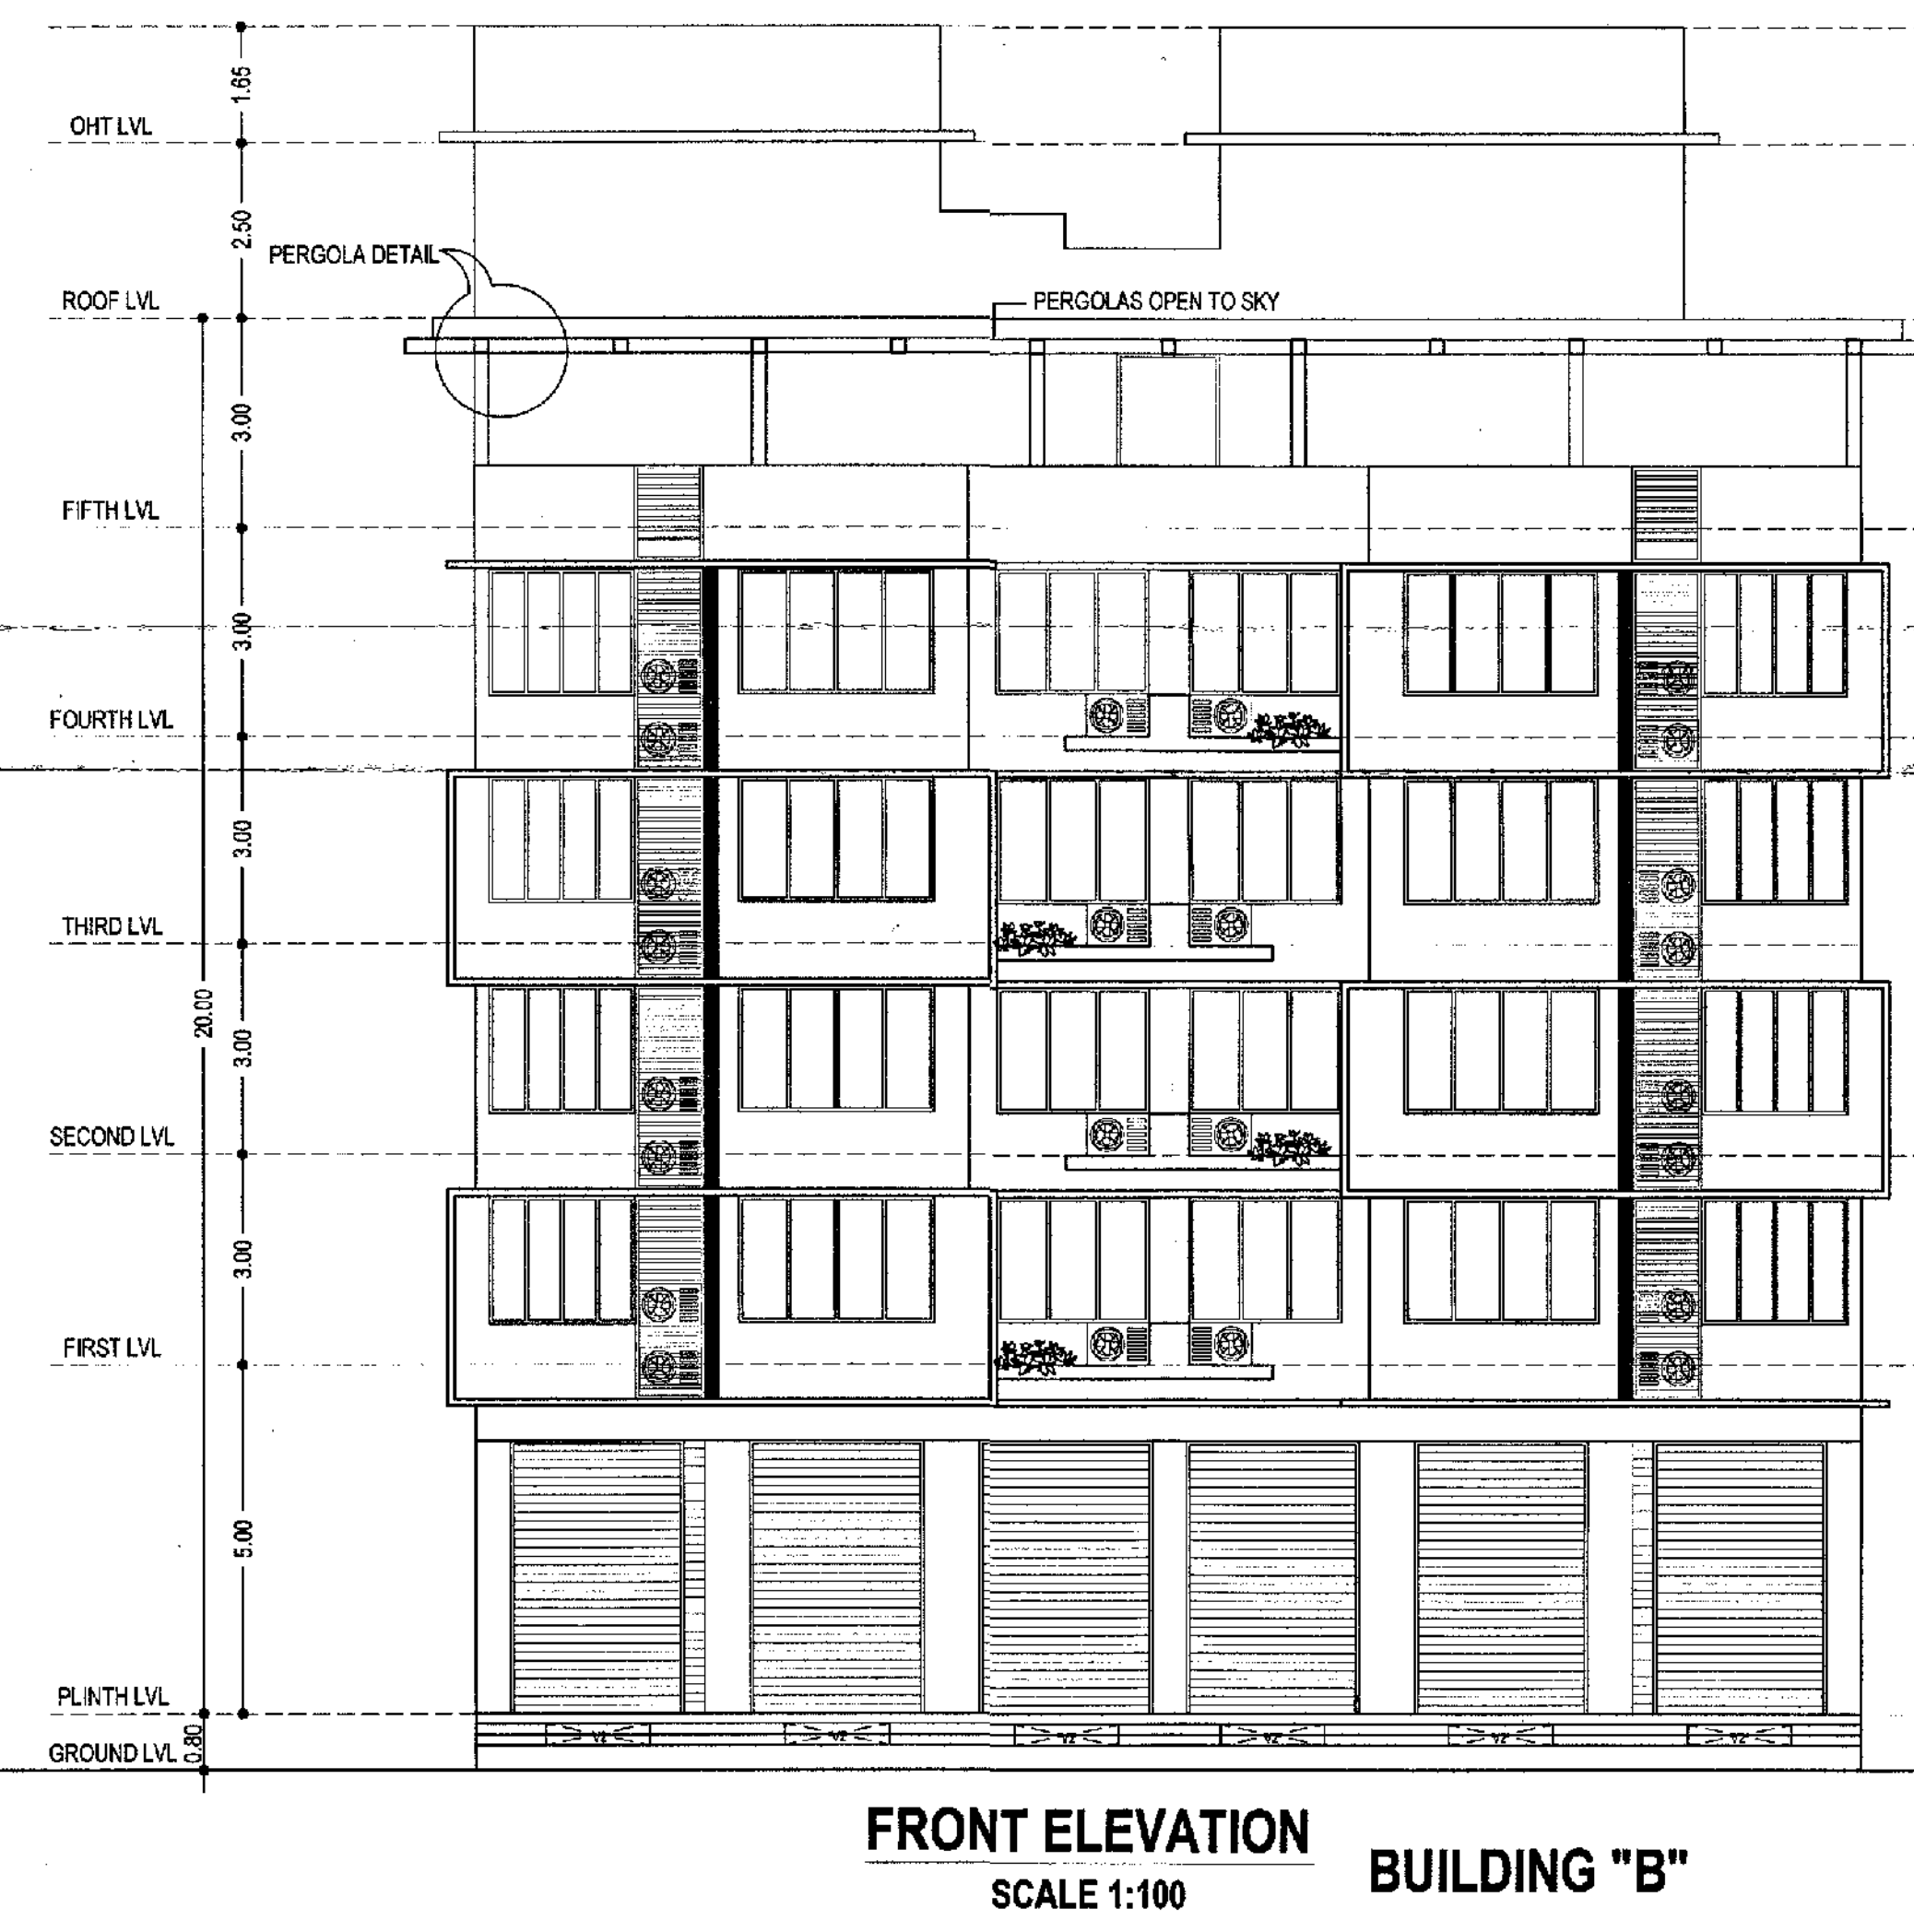 1.65
OHT LVL
2.50
PERGOLA DETAIL
ROOF LVL
PERGOLAS OPEN TO SKY
3.00
FIFTH LVL
3.00
FOURTH LVL
3.00
THIRD LVL
20.00
3.00
SECOND LVL
3.00
FIRST LVL
5.00
PLINTH LVL
0.80
GROUND LVL
FRONT ELEVATION
SCALE 1:100
BUILDING "B"